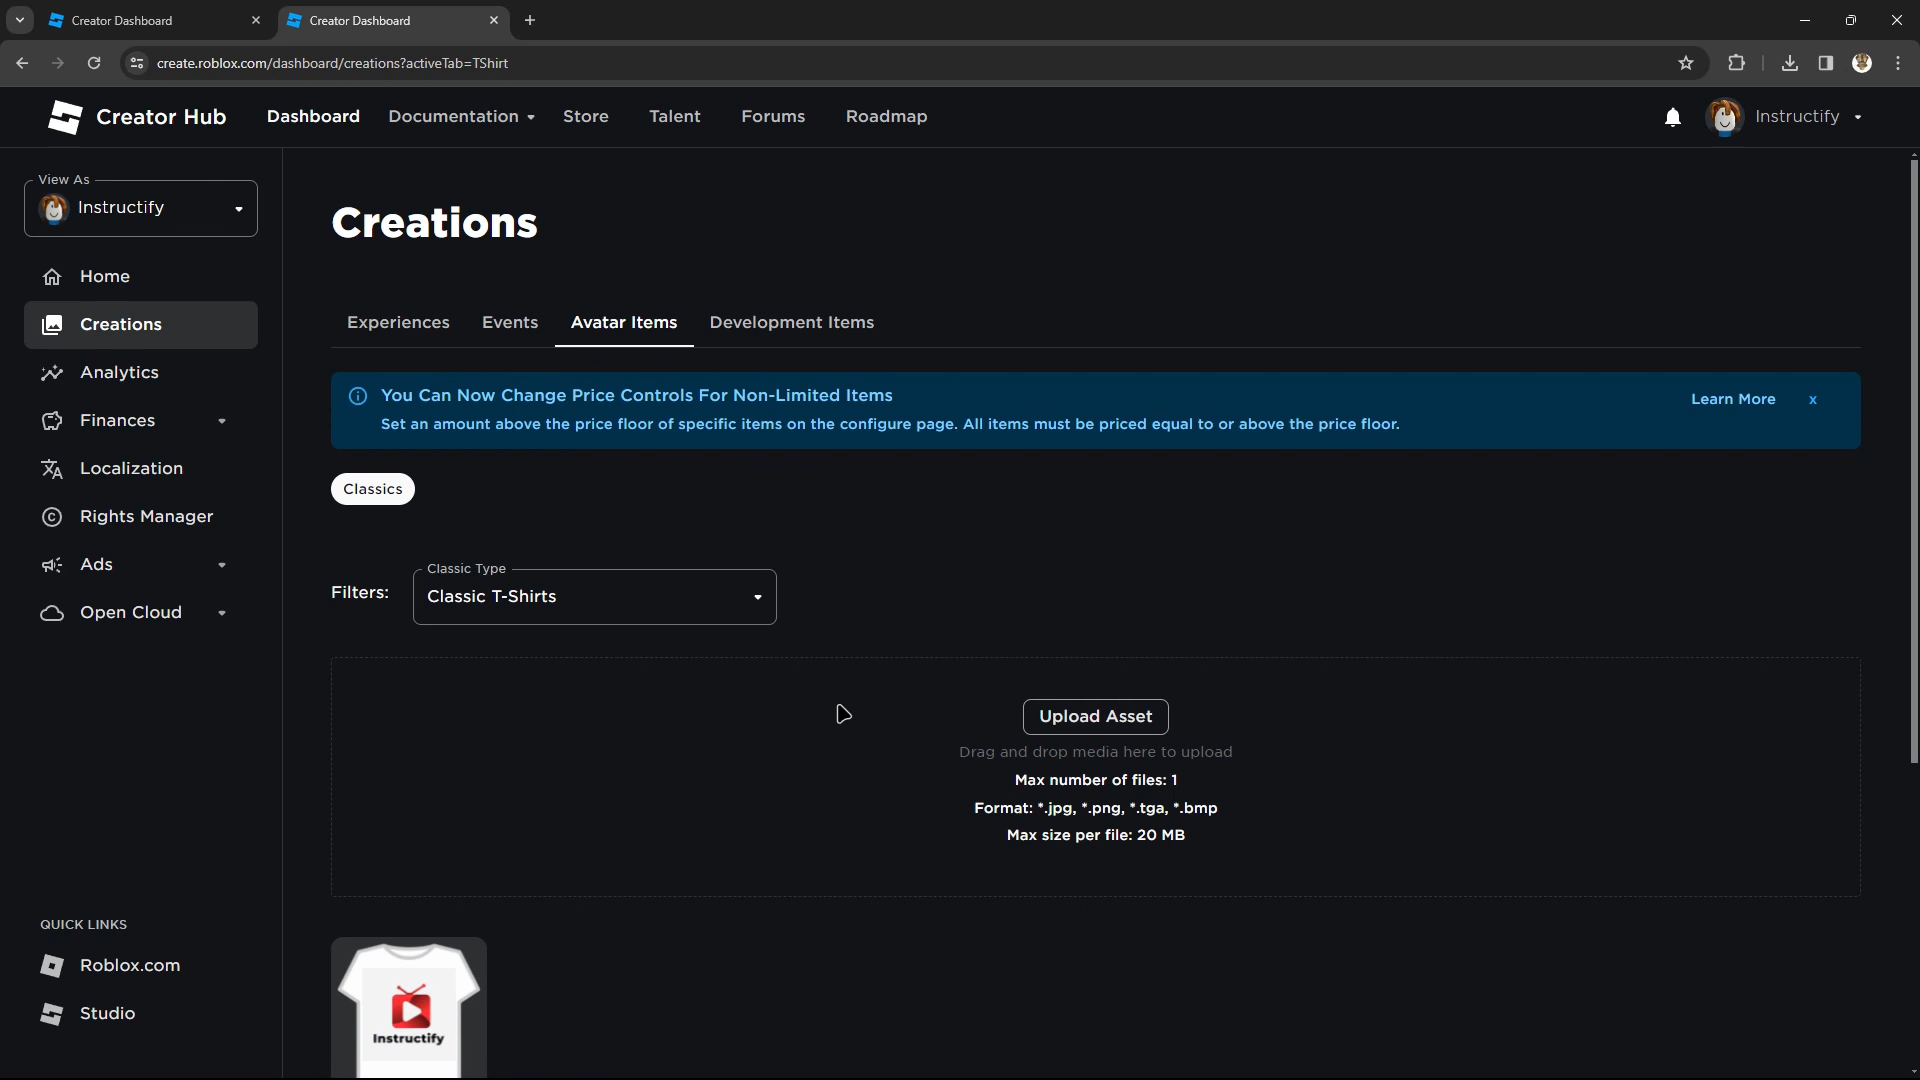 Creator Dashboard
Creator Dashboard
create.roblox.com/dashboard/creations?activeTab=TShirt
Creator Hub
Dashboard
Documentation
Store
Talent
Forums
Roadmap
Instructify
View As
Instructify
Home
Creations
Analytics
Finances
Localization
Rights Manager
Ads
Open Cloud
QUICK LINKS
Roblox.com
Studio
Creations
Experiences
Events
Avatar Items
Development Items
You Can Now Change Price Controls For Non-Limited Items
Set an amount above the price floor of specific items on the configure page. All items must be priced equal to or above the price floor.
Learn More
x
Classics
Filters:
Classic Type
Classic T-Shirts
Upload Asset
Drag and drop media here to upload
Max number of files: 1
Format: *.jpg, *.png, *.tga, *.bmp
Max size per file: 20 MB
Instructify